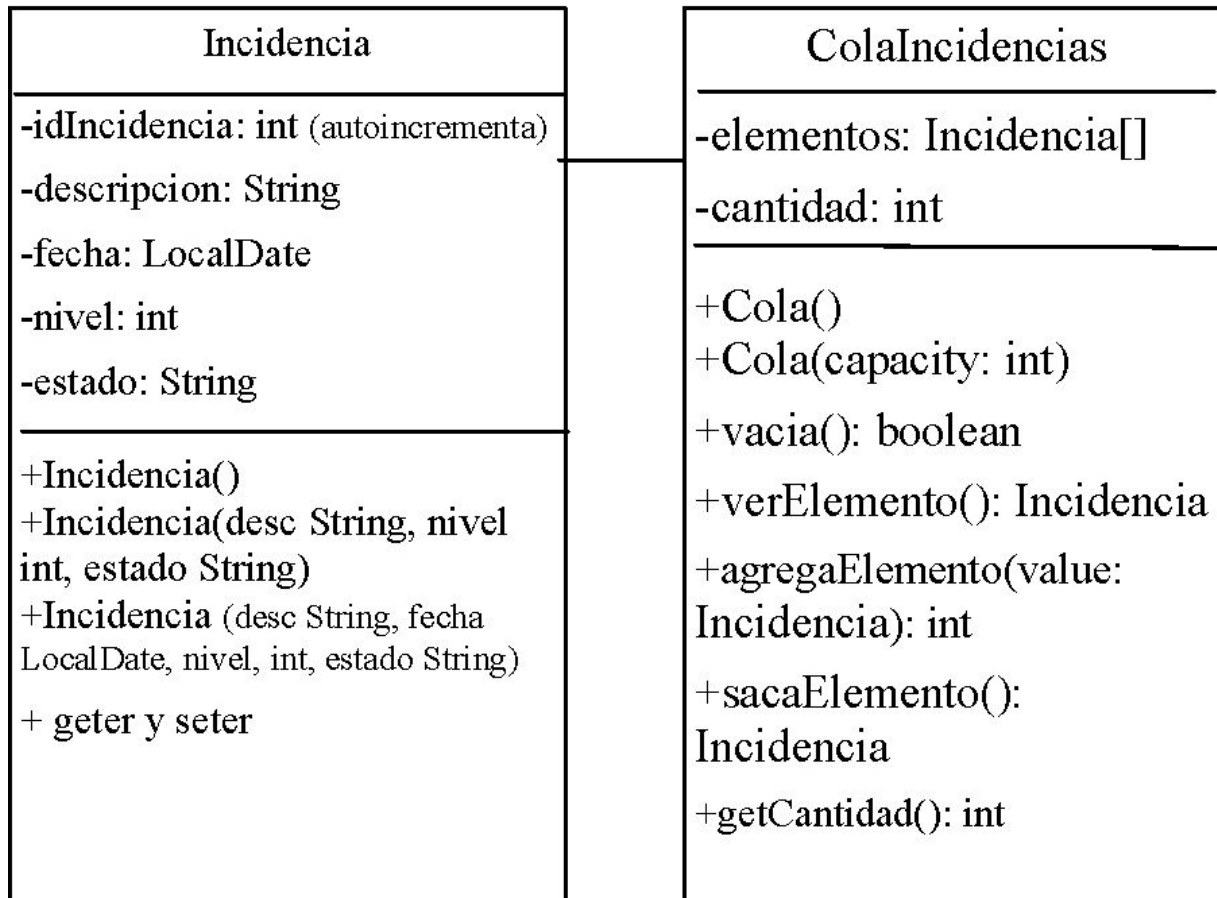 Incidencia
-idIncidencia: int (autoincrementa)
-descripcion: String
-fecha: LocalDate
-nivel: int
-estado: String
+Incidencia()
+Incidencia(desc String, nivel
int, estado String)
+Incidencia (desc String, fecha
LocalDate, nivel, int, estado String)
+ geter y seter
ColaIncidencias
-elementos: Incidencia[]
-cantidad: int
+Cola()
+Cola(capacity: int)
+vacia(): boolean
+verElemento(): Incidencia
+agregaElemento(value:
Incidencia): int
+sacaElemento():
Incidencia
+getCantidad(): int